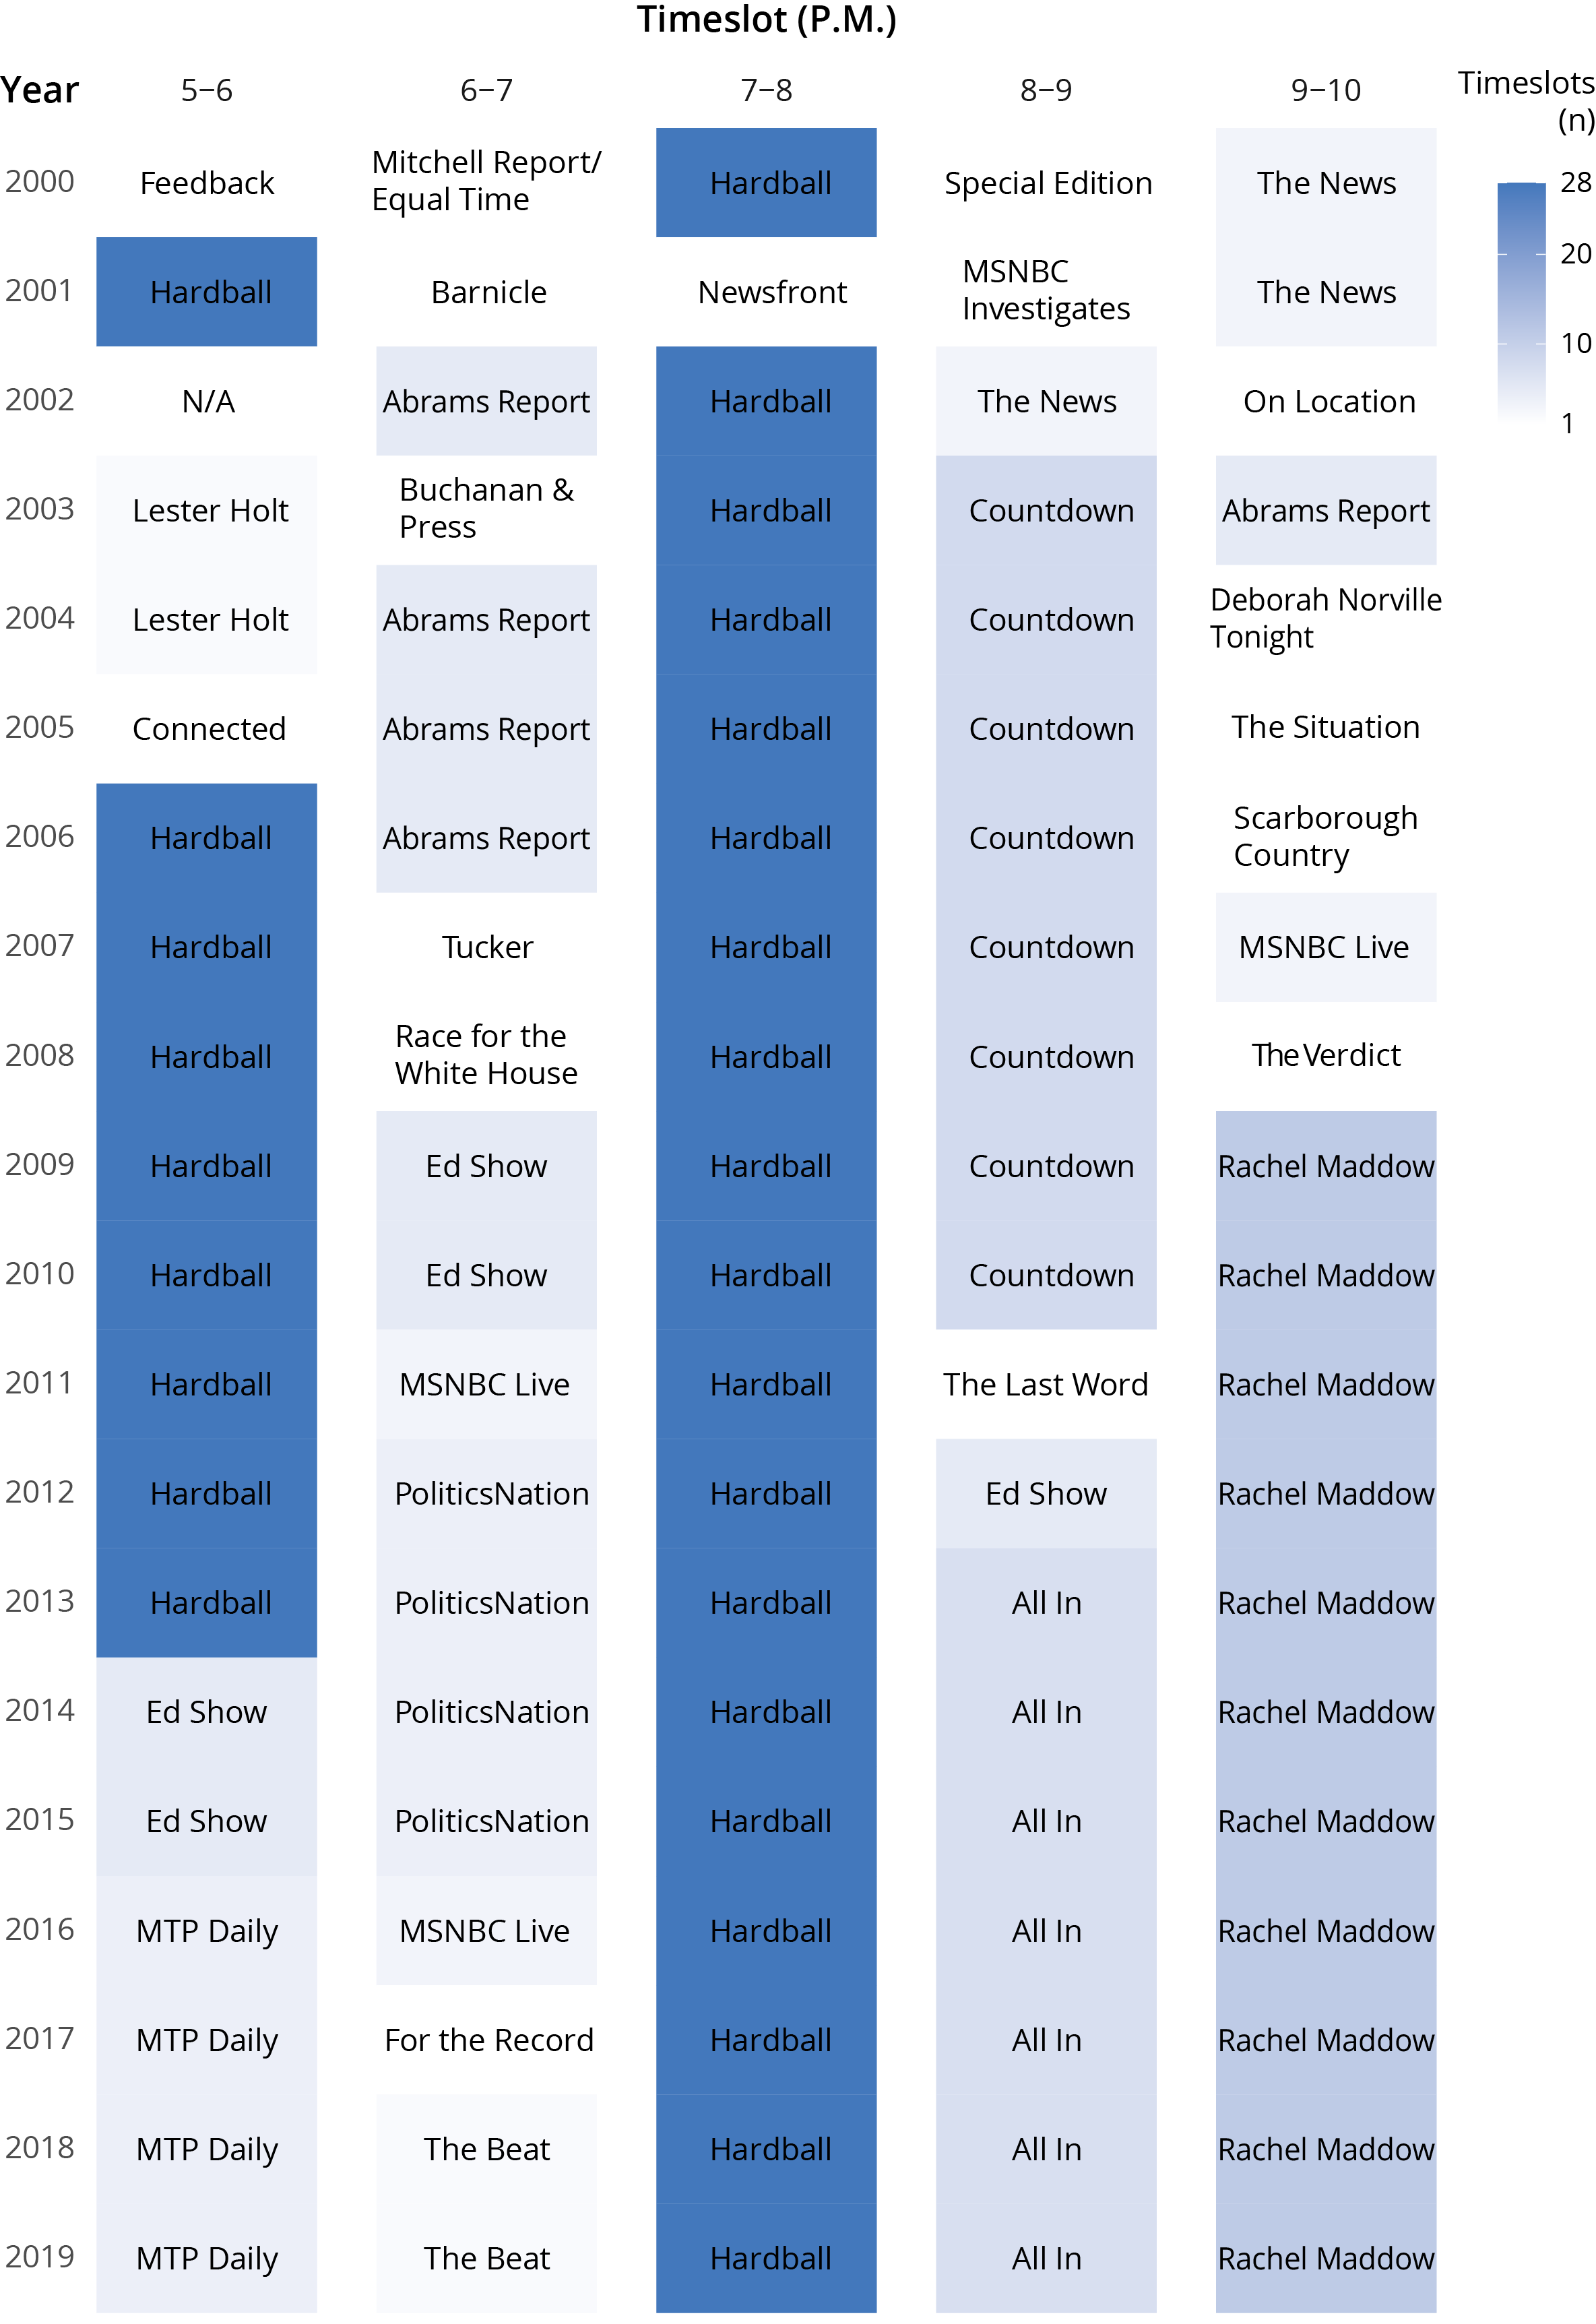 Timeslot (P.M.)
Year 5–6 6–7 7–8 8–9 9–10 Timeslots
(n)
2000 Feedback Mitchell Report/ Hardball Special Edition The News 28
Equal Time
20
2001 Hardball Barnicle Newsfront MSNBC The News
Investigates
10
2002 N/A Abrams Report Hardball The News On Location 1
2003 Lester Holt Buchanan & Hardball Countdown Abrams Report
Press
2004 Lester Holt Abrams Report Hardball Countdown Deborah Norville
Tonight
2005 Connected Abrams Report Hardball Countdown The Situation
2006 Hardball Abrams Report Hardball Countdown Scarborough
Country
2007 Hardball Tucker Hardball Countdown MSNBC Live
2008 Hardball Race for the Hardball Countdown The Verdict
White House
2009 Hardball Ed Show Hardball Countdown Rachel Maddow
2010 Hardball Ed Show Hardball Countdown Rachel Maddow
2011 Hardball MSNBC Live Hardball The Last Word Rachel Maddow
2012 Hardball PoliticsNation Hardball Ed Show Rachel Maddow
2013 Hardball PoliticsNation Hardball All In Rachel Maddow
2014 Ed Show PoliticsNation Hardball All In Rachel Maddow
2015 Ed Show PoliticsNation Hardball All In Rachel Maddow
2016 MTP Daily MSNBC Live Hardball All In Rachel Maddow
2017 MTP Daily For the Record Hardball All In Rachel Maddow
2018 MTP Daily The Beat Hardball All In Rachel Maddow
2019 MTP Daily The Beat Hardball All In Rachel Maddow